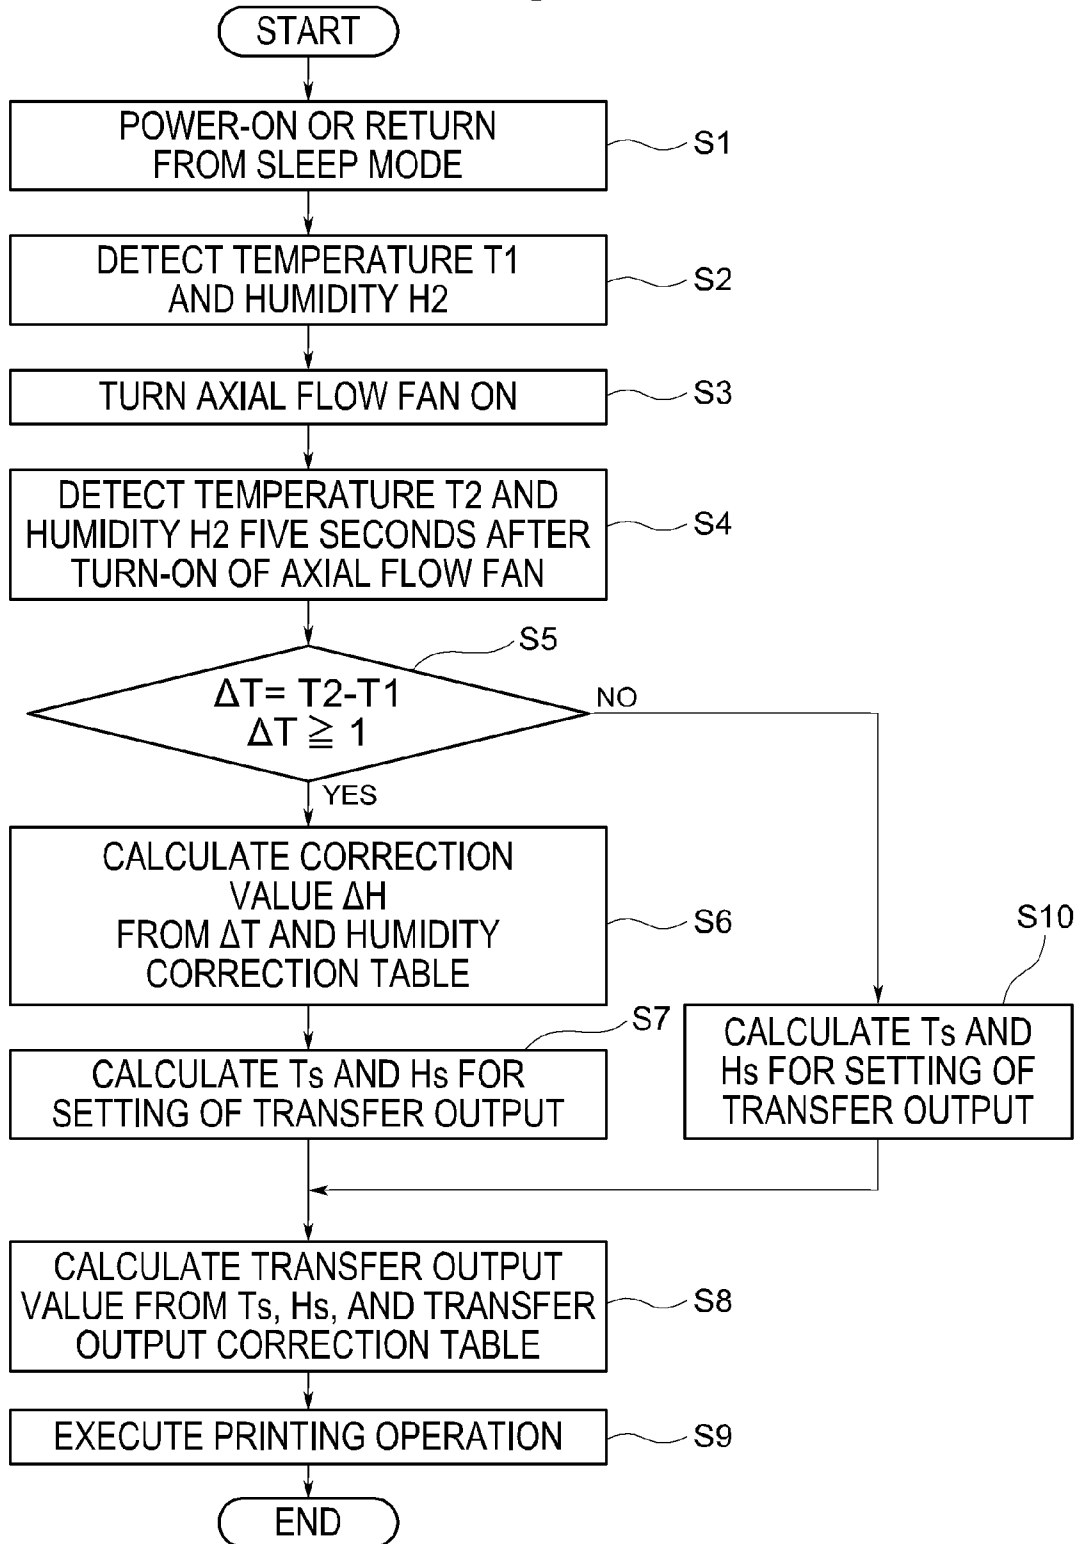 START
POWER-ON OR RETURN
FROM SLEEP MODE
S1
DETECT TEMPERATURE T1
AND HUMIDITY H2
S2
TURN AXIAL FLOW FAN ON
S3
DETECT TEMPERATURE T2 AND
HUMIDITY H2 FIVE SECONDS AFTER
TURN-ON OF AXIAL FLOW FAN
S4
S5
ΔT= T2-T1
ΔT ≧ 1
NO
YES
CALCULATE CORRECTION
VALUE ΔH
FROM ΔT AND HUMIDITY
CORRECTION TABLE
S6
S10
S7
CALCULATE Ts AND Hs FOR
SETTING OF TRANSFER OUTPUT
CALCULATE Ts AND
Hs FOR SETTING OF
TRANSFER OUTPUT
CALCULATE TRANSFER OUTPUT
VALUE FROM Ts, Hs, AND TRANSFER
OUTPUT CORRECTION TABLE
S8
EXECUTE PRINTING OPERATION
S9
END